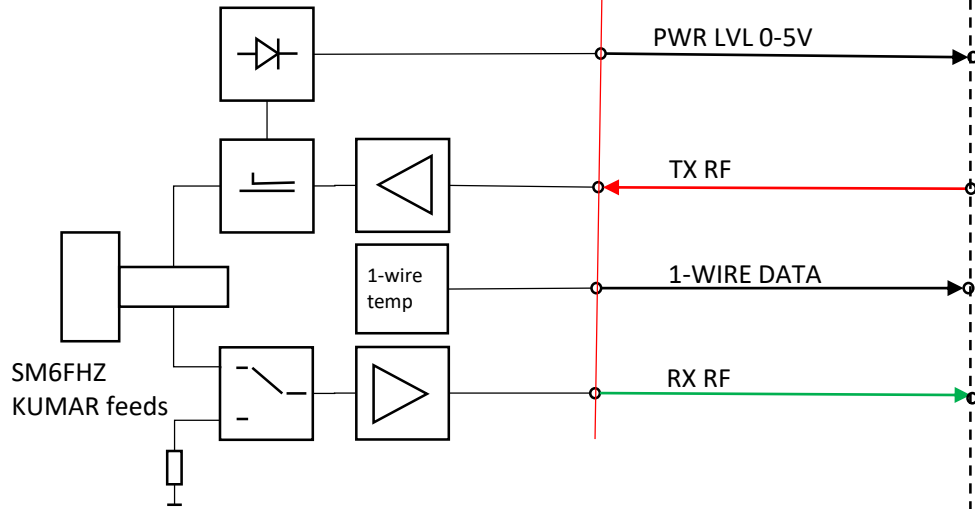 PWR LVL 0-5V
TX RF
1-wire
temp
1-WIRE DATA
SM6FHZ
KUMAR feeds
RX RF